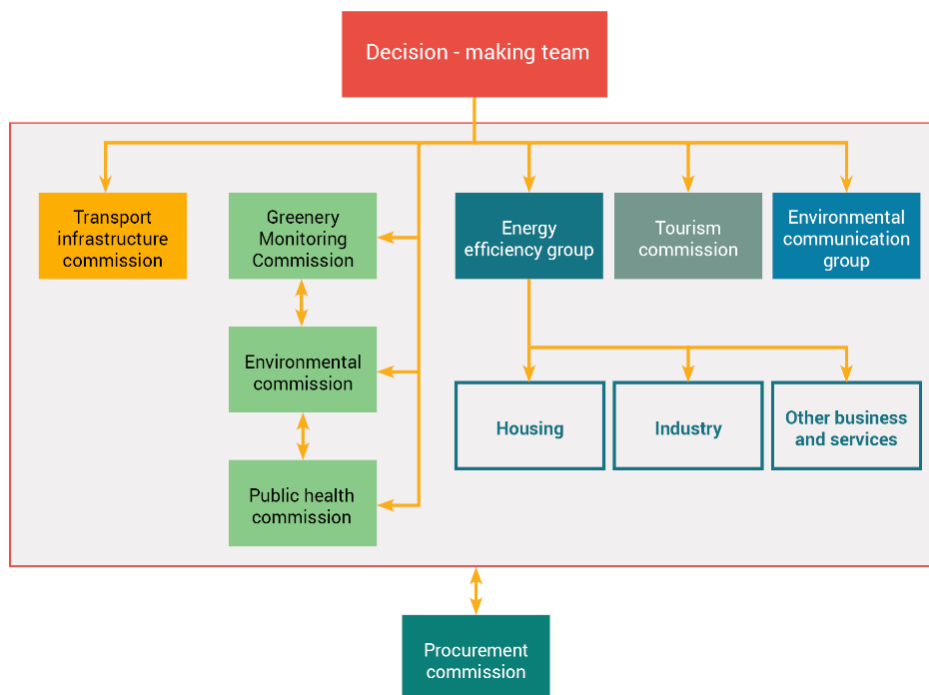 Decision - making team
Transport
infrastructure
commission
Greenery
Monitoring
Commission
Energy
efficiency group
Tourism
commission
Environmental
communication
group
Environmental
commission
Housing
Industry
Other business
and services
Public health
commission
Procurement
commission